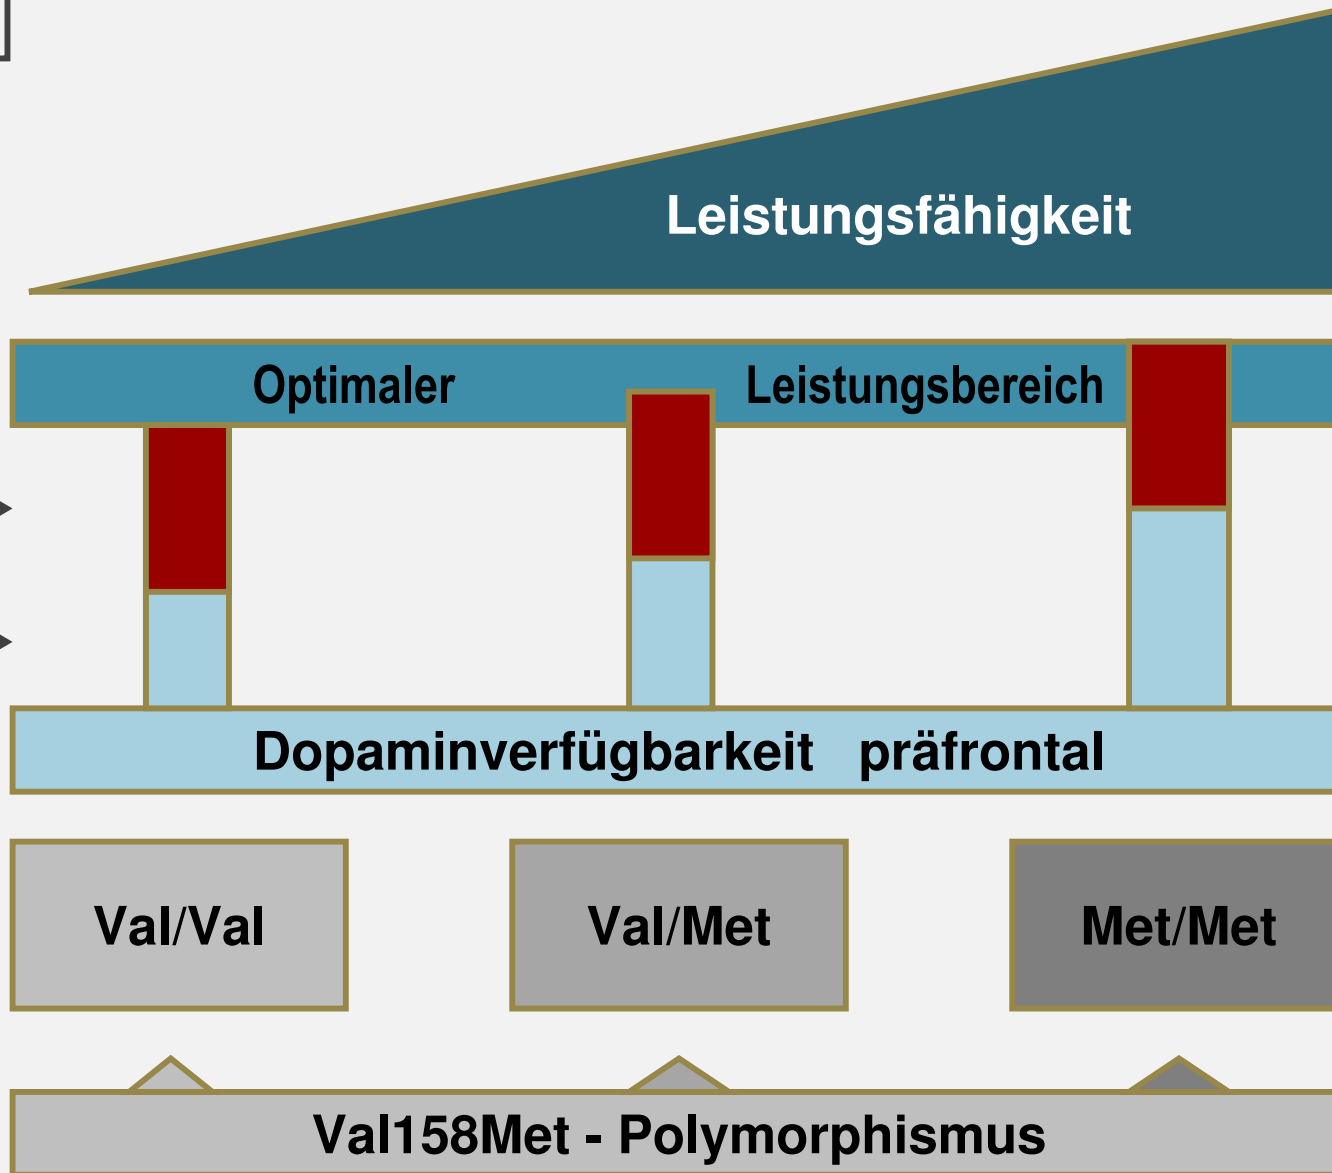 Leistungsfähigkeit
Optimaler Leistungsbereich
Dopaminverfügbarkeit präfrontal
Val/Val Val/Met Met/Met
Val158Met - Polymorphismus